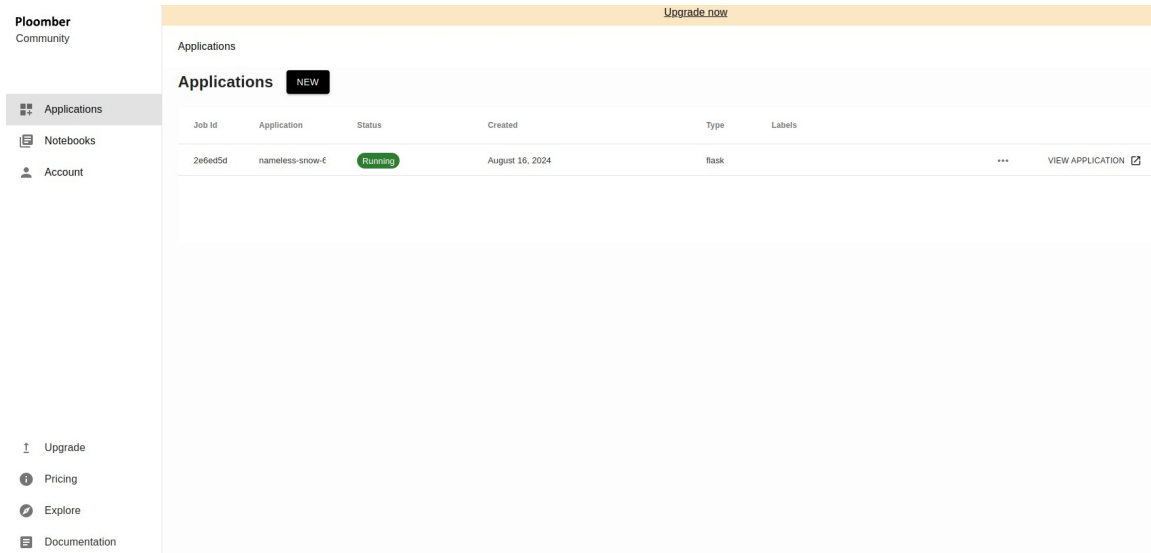 Ploomber
Community
Upgrade now
Applications
Notebooks
Account
Upgrade
Pricing
Explore
Documentation
Applications
Applications NEW
Job Id Application Status Created Type Labels
2e6ed5d nameless-snow-6 Running August 16, 2024 flask ... VIEW APPLICATION